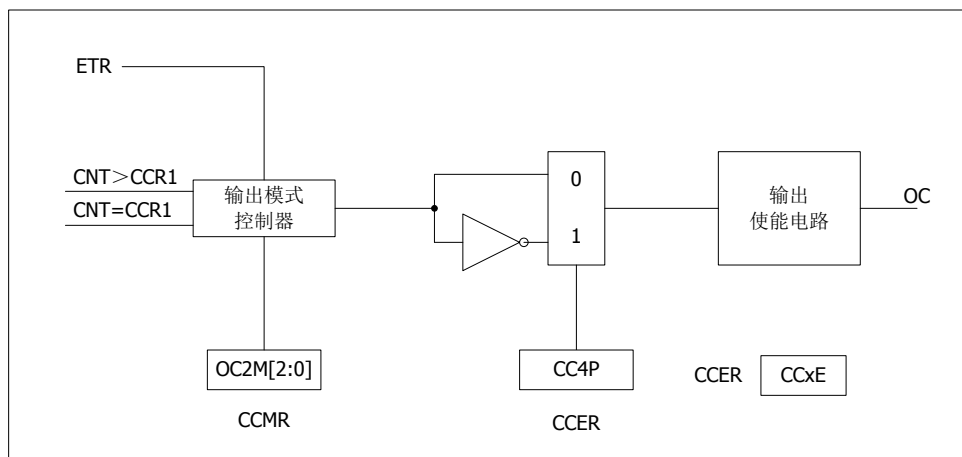 ETR
CNT＞CCR1
CNT=CCR1
输出模式
控制器
0
1
输出
使能电路
OC
OC2M[2:0]
CC4P
CCER
CCxE
CCMR
CCER